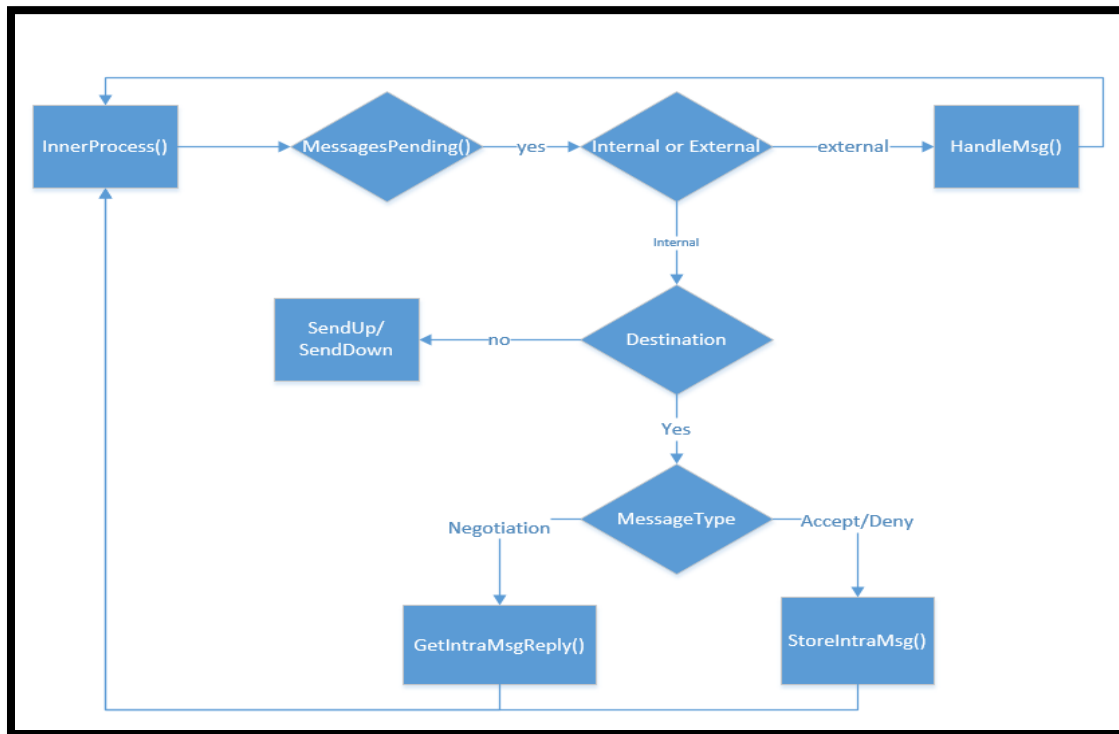 InnerProcess()
MessagesPending()
yes
Internal or External
external
HandleMsg()
Internal
SendUp/
SendDown
no
Destination
Yes
MessageType
Negotiation
Accept/Deny
GetIntraMsgReply()
StoreIntraMsg()